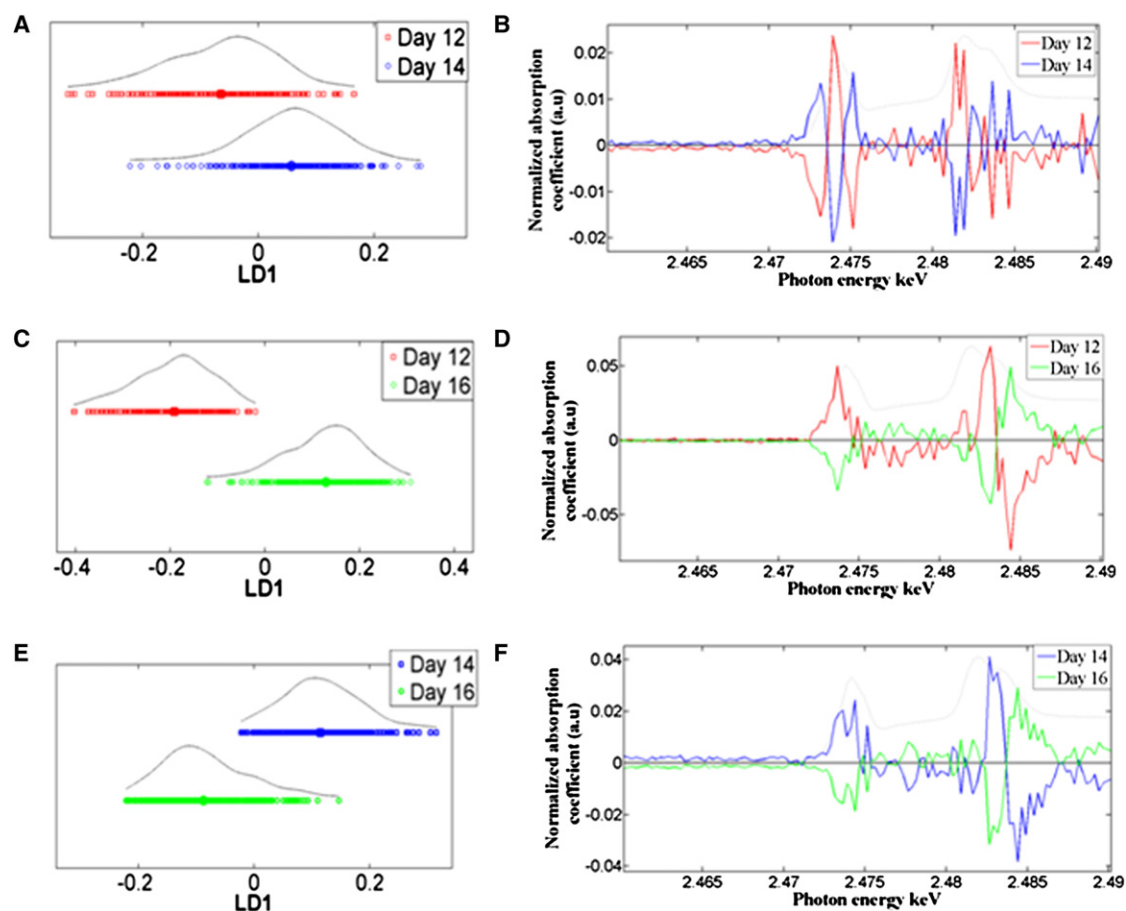 A
Day 12
Day 14
-0.2
0
0.2
LD1
B
Day 12
Day 14
0.02
0.01
0
-0.01
-0.02
Normalized absorption
coefficient (a.u)
2.465
2.47
2.475
2.48
2.485
2.49
Photon energy keV
C
Day 12
Day 16
-0.4
-0.2
0
0.2
0.4
LD1
D
Day 12
Day 16
0.05
0
-0.05
Normalized absorption
coefficient (a.u)
2.465
2.47
2.475
2.48
2.485
2.49
Photon energy keV
E
Day 14
Day 16
-0.2
0
0.2
LD1
F
Day 14
Day 16
0.04
0.02
0
-0.02
-0.04
Normalized absorption
coefficient (a.u)
2.465
2.47
2.475
2.48
2.485
2.49
Photon energy keV